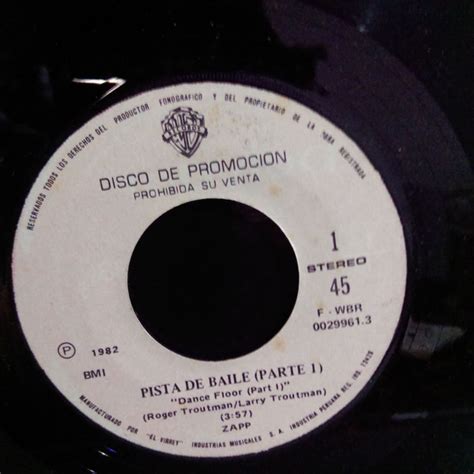 RESERVADOS TODOS LOS DERECHOS DEL PRODUCTOR FONOGRAFICO Y DEL PROPIETARIO DE LA OBRA REGISTRADA
DISCO DE PROMOCION
PROHIBIDA SU VENTA
1
STEREO
45
F - WBR
0029961.3
P 1982
BMI
PISTA DE BAILE (PARTE 1)
"Dance Floor (Part I)"
(Roger Troutman/Larry Troutman)
(3:57)
ZAPP
MANUFACTURADO POR "EL VIRREY" INDUSTRIAS MUSICALES S.A. INDUSTRIA PERUANA REG. IND.